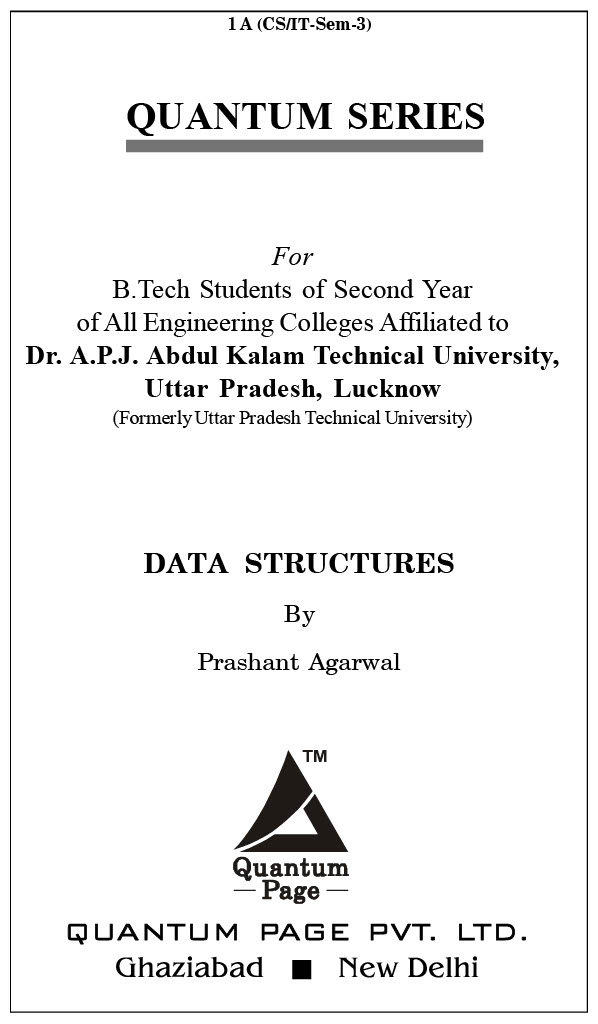 1 A (CS/IT-Sem-3)
QUANTUM SERIES
For
B.Tech Students of Second Year
of All Engineering Colleges Affiliated to
Dr. A.P.J. Abdul Kalam Technical University,
Uttar Pradesh, Lucknow
(Formerly Uttar Pradesh Technical University)
DATA STRUCTURES
By
Prashant Agarwal
TM
Quantum
Page
QUANTUM PAGE PVT. LTD.
Ghaziabad ■ New Delhi